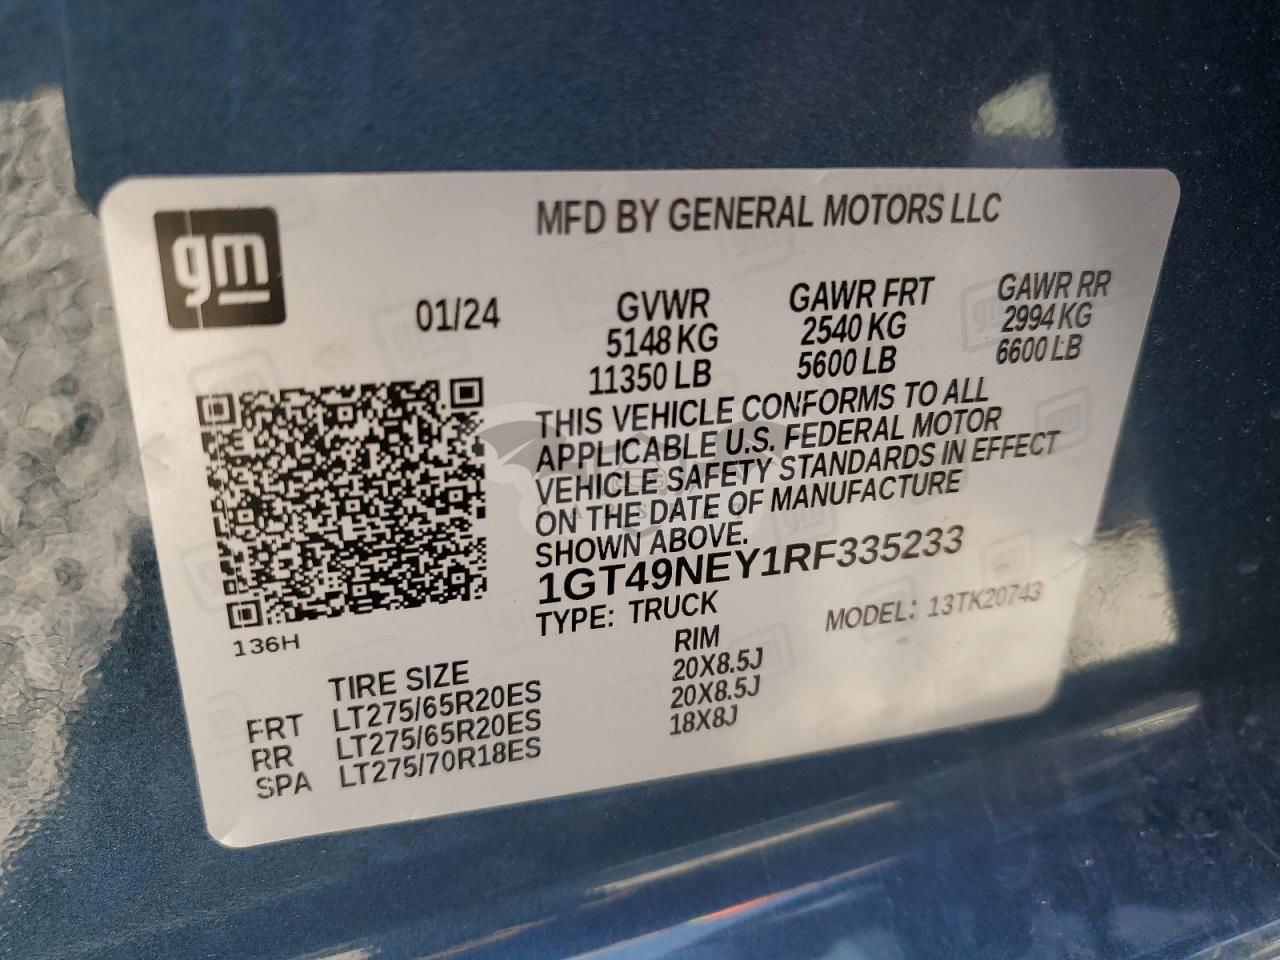 gm
MFD BY GENERAL MOTORS LLC
01/24
GVWR GAWR FRT GAWR RR
5148 KG 2540 KG 2994 KG
11350 LB 5600 LB 6600 LB
THIS VEHICLE CONFORMS TO ALL
APPLICABLE U.S. FEDERAL MOTOR
VEHICLE SAFETY STANDARDS IN EFFECT
ON THE DATE OF MANUFACTURE
SHOWN ABOVE.
1GT49NEY1RF335233
TYPE: TRUCK MODEL: 13TK20743
136H
TIRE SIZE RIM
FRT LT275/65R20ES 20X8.5J
RR LT275/65R20ES 20X8.5J
SPA LT275/70R18ES 18X8J